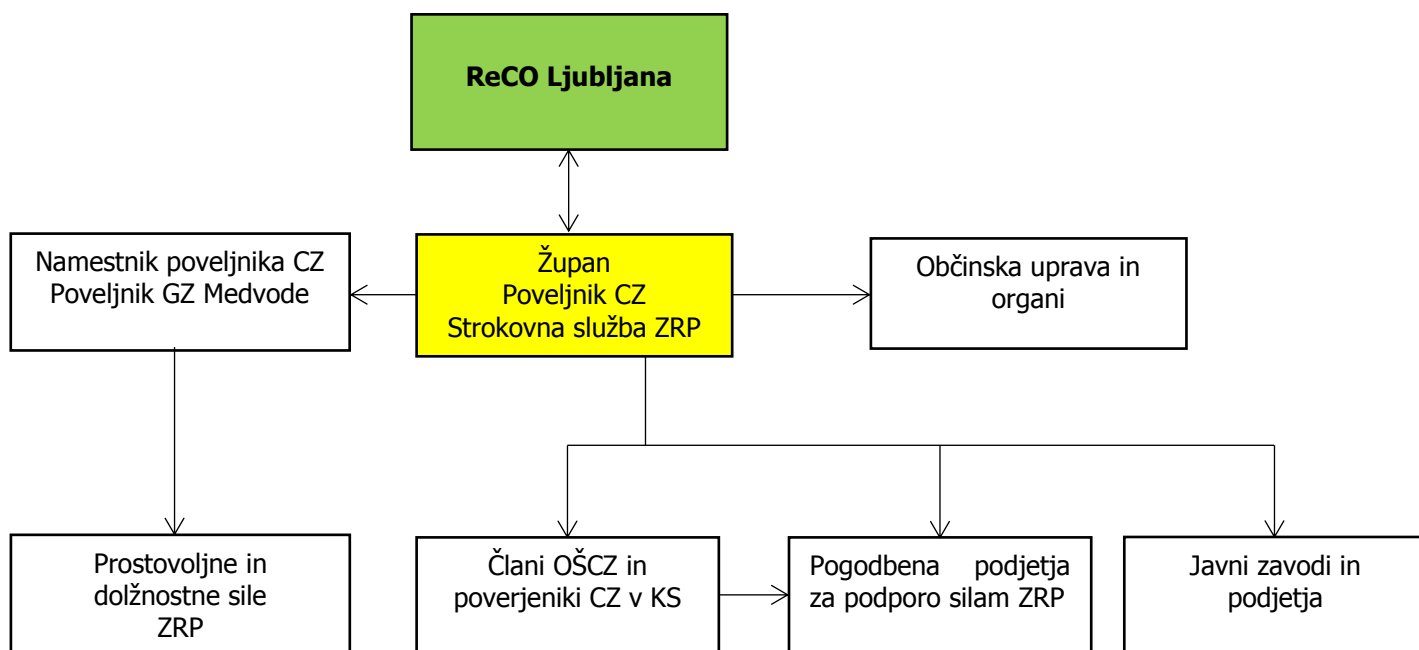 ReCO Ljubljana
Namestnik poveljnika CZ
Poveljnik GZ Medvode
Župan
Poveljnik CZ
Strokovna služba ZRP
Občinska uprava in
organi
Prostovoljne in
dolžnostne sile
ZRP
Člani OŠCZ in
poverjeniki CZ v KS
Pogodbena podjetja
za podporo silam ZRP
Javni zavodi in
podjetja